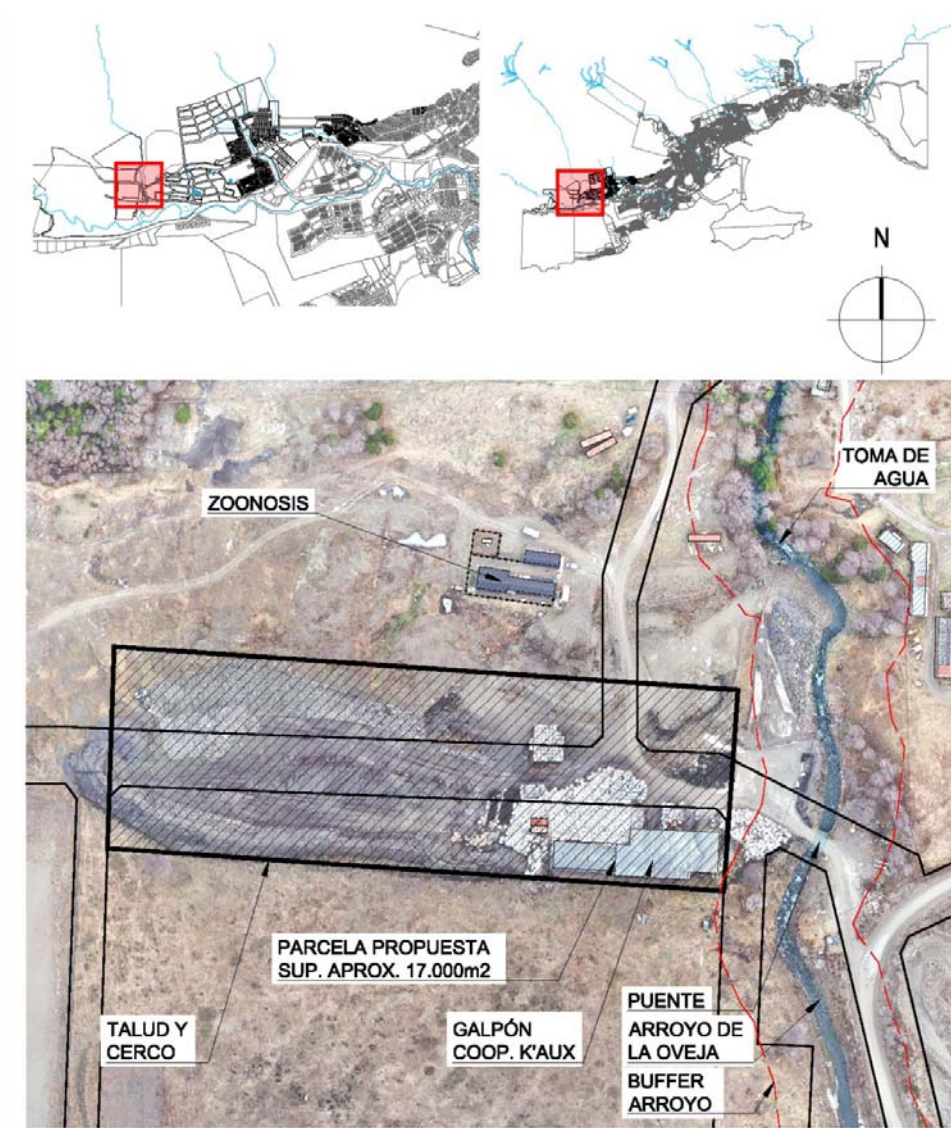 N
TOMA DE
AGUA
ZOONOSIS
PARCELA PROPUESTA
SUP. APROX. 17.000m2
TALUD Y
CERCO
GALPÓN
COOP. K'AUX
PUENTE
ARROYO DE
LA OVEJA
BUFFER
ARROYO